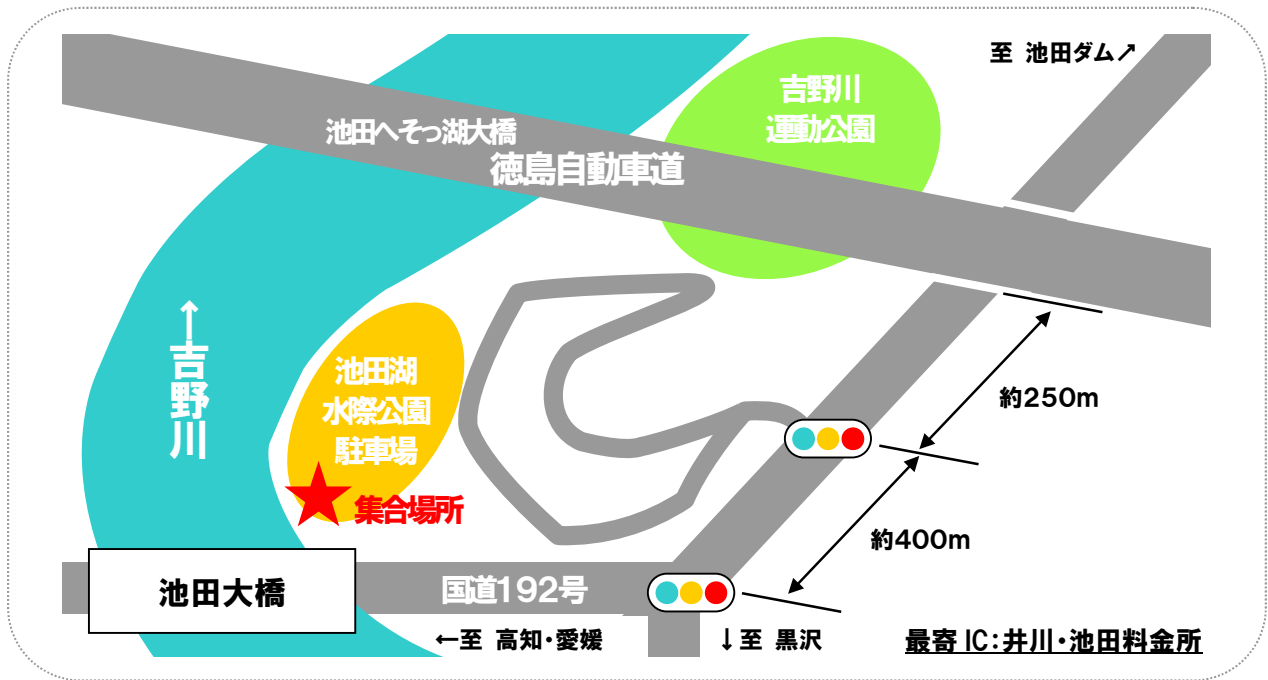 至 池田ダム↗
吉野川
運動公園
池田へそっ湖大橋
徳島自動車道
←吉野川
池田湖
水際公園
駐車場
約250m
集合場所
約400m
池田大橋
国道192号
←至 高知・愛媛
↓至 黒沢
最寄 IC：井川・池田料金所